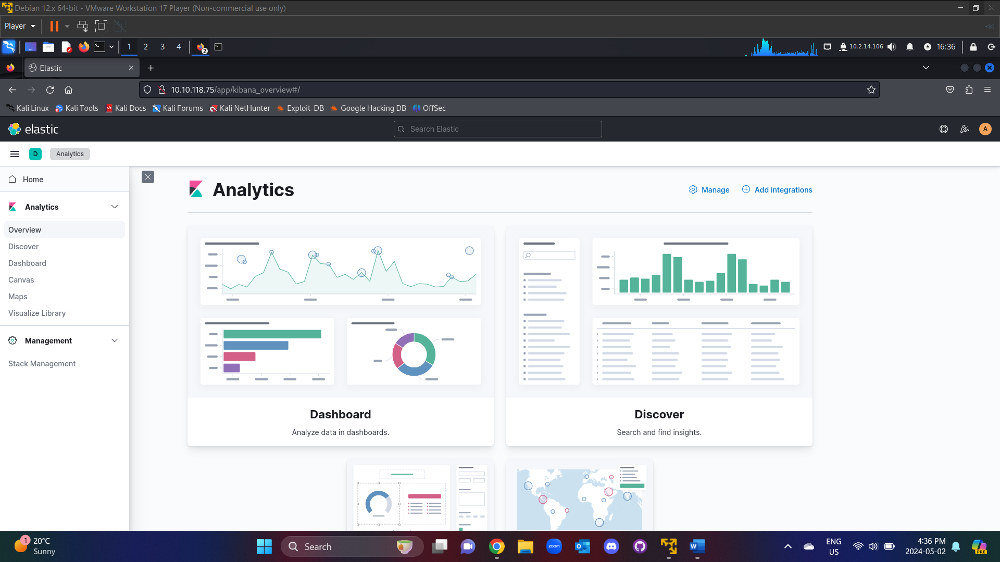 Debian 12.x 64-bit - VMware Workstation 17 Player (Non-commercial use only)
Player
1 2 3 4 2 10.2.14.106 16:36
Elastic
10.10.118.75/app/kibana_overview#/
Kali Linux Kali Tools Kali Docs Kali Forums Kali NetHunter Exploit-DB Google Hacking DB OffSec
elastic Search Elastic A
D Analytics
Home
Analytics
Overview
Discover
Dashboard
Canvas
Maps
Visualize Library
Management
Stack Management
Analytics Manage Add integrations
Dashboard
Analyze data in dashboards.
Discover
Search and find insights.
1 20°C
Sunny
Search
zoom
ENG
US
4:36 PM
2024-05-02
PRE